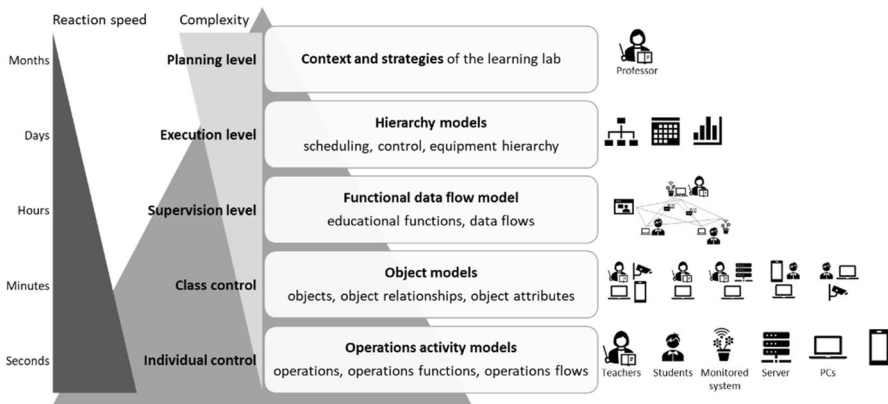 Reaction speed
Complexity
Months
Planning level
Context and strategies of the learning lab
Professor
Days
Execution level
Hierarchy models
scheduling, control, equipment hierarchy
Hours
Supervision level
Functional data flow model
educational functions, data flows
Minutes
Class control
Object models
objects, object relationships, object attributes
Seconds
Individual control
Operations activity models
operations, operations functions, operations flows
Teachers
Students
Monitored
system
Server
PCs